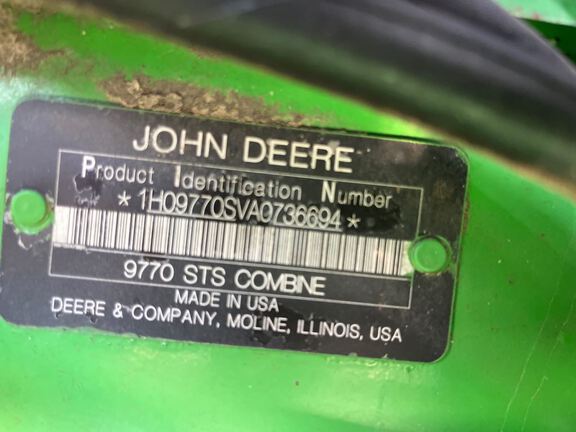 JOHN DEERE
Product Identification Number
*1H09770SVA0736694*
9770 STS COMBINE
MADE IN USA
DEERE & COMPANY, MOLINE, ILLINOIS, USA